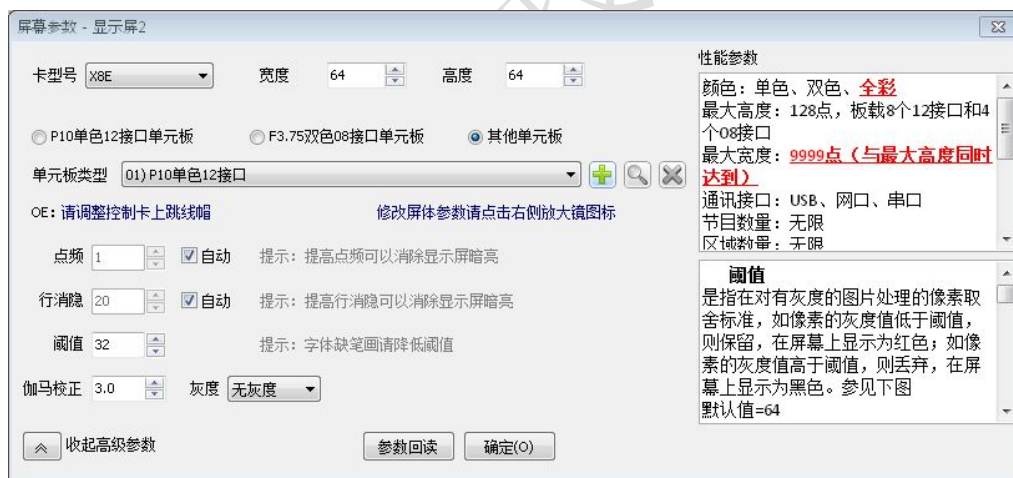 屏幕参数 - 显示屏2
卡型号 X8E 宽度 64 高度 64
P10单色12接口单元板 F3.75双色08接口单元板 其他单元板
单元板类型 01) P10单色12接口
OE: 请调整控制卡上跳线帽 修改屏体参数请点击右侧放大镜图标
点频 1 自动 提示: 提高点频可以消除显示屏暗亮
行消隐 20 自动 提示: 提高行消隐可以消除显示屏暗亮
阈值 32 提示: 字体缺笔画请降低阈值
伽马校正 3.0 灰度 无灰度
收起高级参数 参数回读 确定(O)
性能参数
颜色: 单色、双色、全彩
最大高度: 128点, 板载8个12接口和4
个08接口
最大宽度: 9999点(与最大高度同时
达到)
通讯接口: USB、网口、串口
节目数量: 无限
区域数量: 无限
阈值
是指在对有灰度的图片处理的像素取
舍标准, 如像素的灰度值低于阈值,
则保留, 在屏幕上显示为红色; 如像
素的灰度值高于阈值, 则丢弃, 在屏
幕上显示为黑色。参见下图
默认值=64